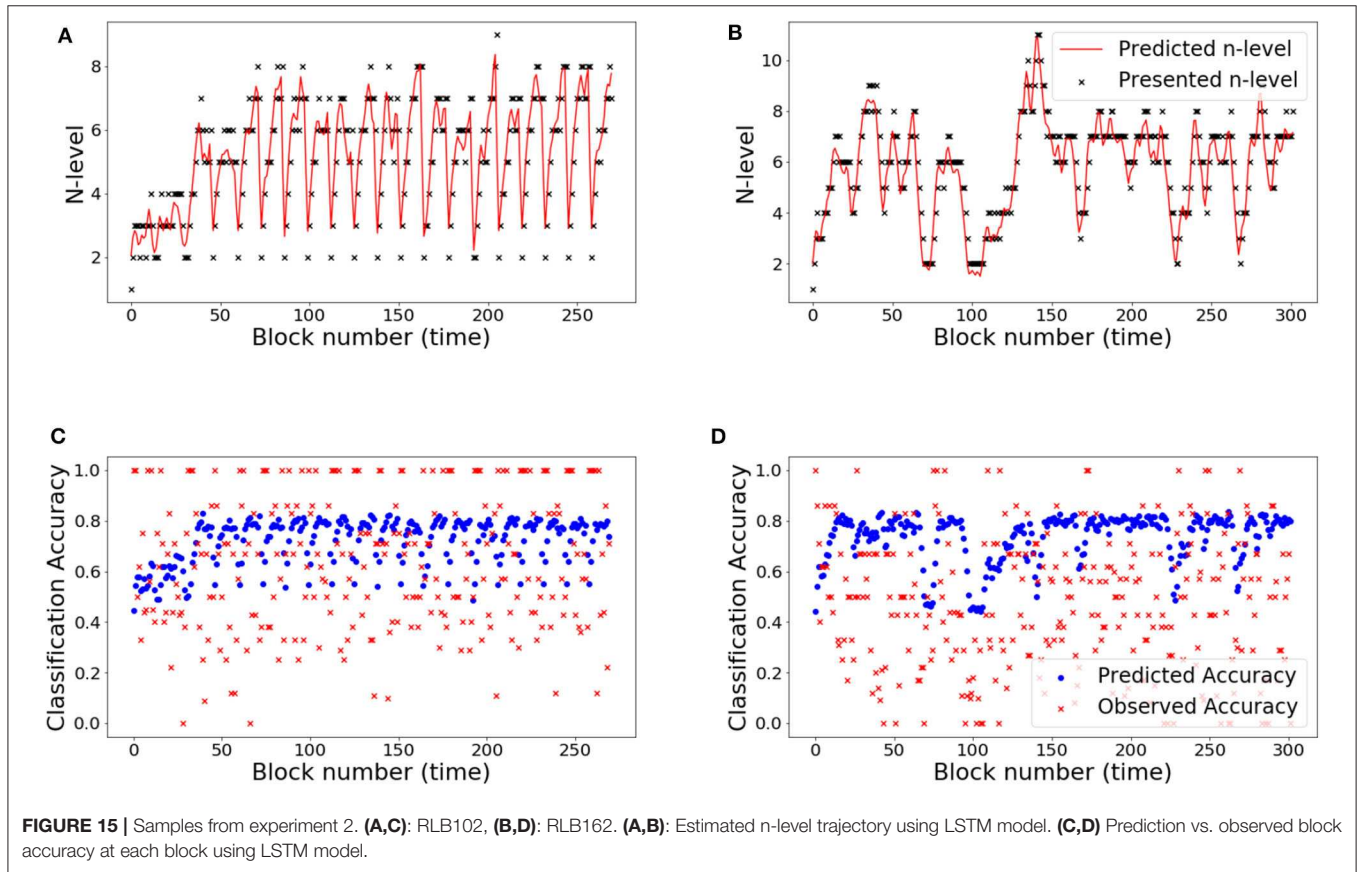 A
N-level
8
6
4
2
0
50
100
150
200
250
Block number (time)
B
N-level
10
8
6
4
2
0
50
100
150
200
250
300
Block number (time)
Predicted n-level
Presented n-level
C
Classification Accuracy
1.0
0.8
0.6
0.4
0.2
0.0
0
50
100
150
200
250
Block number (time)
D
Classification Accuracy
1.0
0.8
0.6
0.4
0.2
0.0
0
50
100
150
200
250
300
Block number (time)
Predicted Accuracy
Observed Accuracy
FIGURE 15 | Samples from experiment 2. (A,C): RLB102, (B,D): RLB162. (A,B): Estimated n-level trajectory using LSTM model. (C,D) Prediction vs. observed block
accuracy at each block using LSTM model.